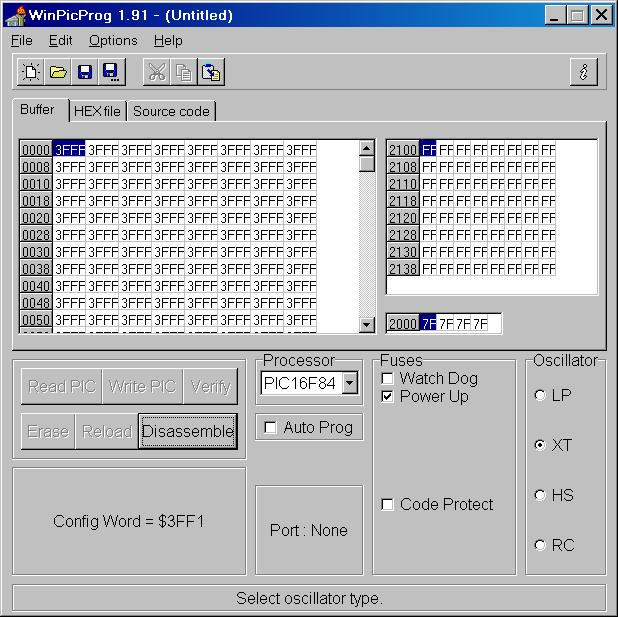 WinPicProg 1.91 - (Untitled)
File Edit Options Help
Buffer HEX file Source code
0000 3FFF 3FFF 3FFF 3FFF 3FFF 3FFF 3FFF 3FFF
0008 3FFF 3FFF 3FFF 3FFF 3FFF 3FFF 3FFF 3FFF
0010 3FFF 3FFF 3FFF 3FFF 3FFF 3FFF 3FFF 3FFF
0018 3FFF 3FFF 3FFF 3FFF 3FFF 3FFF 3FFF 3FFF
0020 3FFF 3FFF 3FFF 3FFF 3FFF 3FFF 3FFF 3FFF
0028 3FFF 3FFF 3FFF 3FFF 3FFF 3FFF 3FFF 3FFF
0030 3FFF 3FFF 3FFF 3FFF 3FFF 3FFF 3FFF 3FFF
0038 3FFF 3FFF 3FFF 3FFF 3FFF 3FFF 3FFF 3FFF
0040 3FFF 3FFF 3FFF 3FFF 3FFF 3FFF 3FFF 3FFF
0048 3FFF 3FFF 3FFF 3FFF 3FFF 3FFF 3FFF 3FFF
0050 3FFF 3FFF 3FFF 3FFF 3FFF 3FFF 3FFF 3FFF
2100 FF FF FF FF FF FF FF FF
2108 FF FF FF FF FF FF FF FF
2110 FF FF FF FF FF FF FF FF
2118 FF FF FF FF FF FF FF FF
2120 FF FF FF FF FF FF FF FF
2128 FF FF FF FF FF FF FF FF
2130 FF FF FF FF FF FF FF FF
2138 FF FF FF FF FF FF FF FF
2000 7F 7F 7F 7F
Read PIC Write PIC Verify
Erase Reload Disassemble
Config Word = $3FF1
Processor
PIC16F84
Auto Prog
Port : None
Fuses
Watch Dog
Power Up
Code Protect
Oscillator
LP
XT
HS
RC
Select oscillator type.